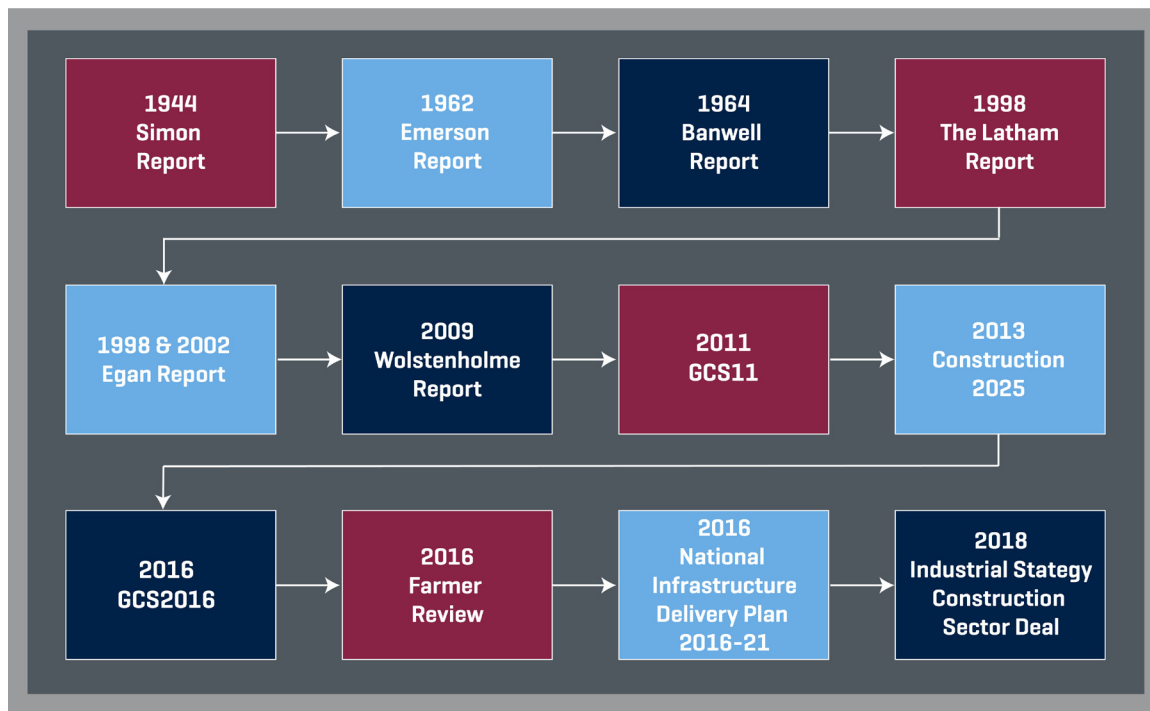 1944
Simon
Report
1962
Emerson
Report
1964
Banwell
Report
1998
The Latham
Report
1998 & 2002
Egan Report
2009
Wolstenholme
Report
2011
GCS11
2013
Construction
2025
2016
GCS2016
2016
Farmer
Review
2016
National
Infrastructure
Delivery Plan
2016-21
2018
Industrial Stategy
Construction
Sector Deal